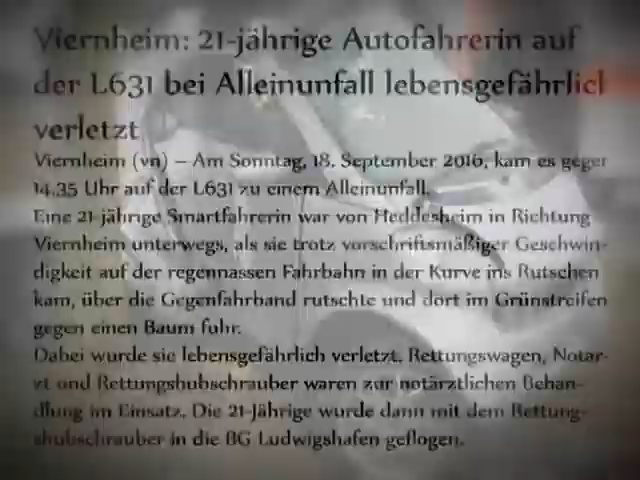 Viernheim: 21-jährige Autofahrerin auf
der L631 bei Alleinunfall lebensgefährlich
verletzt
Viernheim (vn) – Am Sonntag, 18. September 2016, kam es gegen
14.35 Uhr auf der L631 zu einem Alleinunfall.
Eine 21-jährige Smartfahrerin war von Heddesheim in Richtung
Viernheim unterwegs, als sie trotz vorschriftsmäßiger Geschwin-
digkeit auf der regennassen Fahrbahn in der Kurve ins Rutschen
kam, über die Gegenfahrband rutschte und dort im Grünstreifen
gegen einen Baum fuhr.
Dabei wurde sie lebensgefährlich verletzt. Rettungswagen, Notar-
zt und Rettungshubschrauber waren zur notärztlichen Behan-
dlung im Einsatz. Die 21-Jährige wurde dann mit dem Rettung-
shubschrauber in die BG Ludwigshafen geflogen.